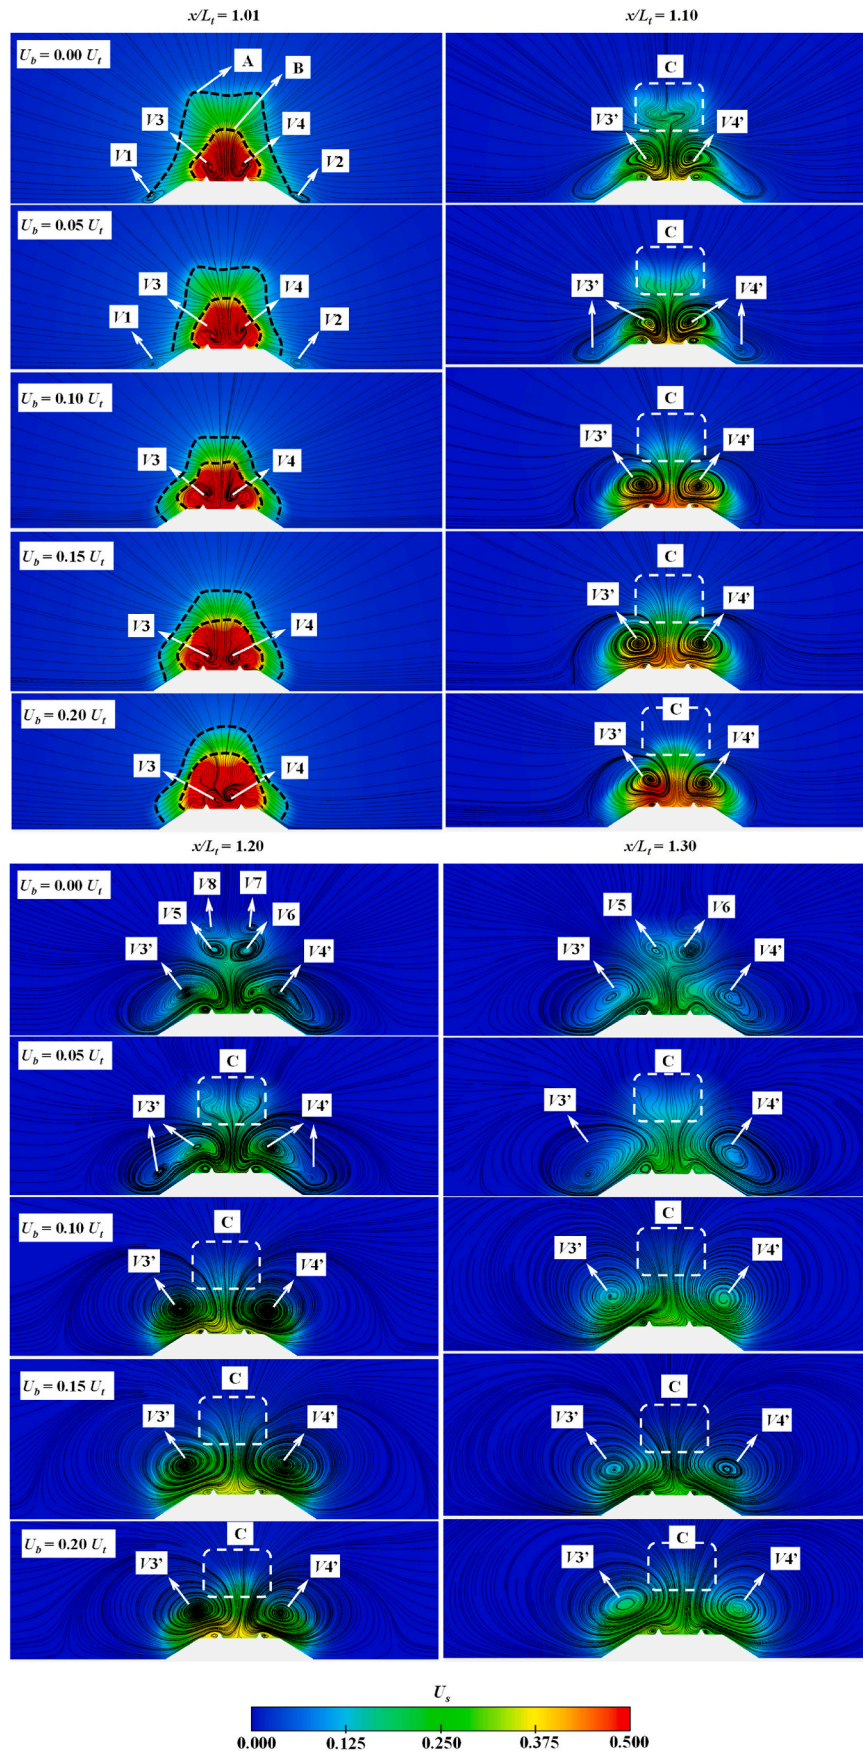 x/Lt = 1.01 x/Lt = 1.10
Ub = 0.00 Ut
A
B
V3
V4
V1
V2
C
V3’
V4’
Ub = 0.05 Ut
V3
V4
V1
V2
C
V3’
V4’
Ub = 0.10 Ut
V3
V4
C
V3’
V4’
Ub = 0.15 Ut
V3
V4
C
V3’
V4’
Ub = 0.20 Ut
V3
V4
C
V3’
V4’
x/Lt = 1.20 x/Lt = 1.30
Ub = 0.00 Ut
V8
V7
V5
V6
V3’
V4’
V5
V6
V3’
V4’
Ub = 0.05 Ut
C
V3’
V4’
C
V3’
V4’
Ub = 0.10 Ut
C
V3’
V4’
C
V3’
V4’
Ub = 0.15 Ut
C
V3’
V4’
C
V3’
V4’
Ub = 0.20 Ut
C
V3’
V4’
C
V3’
V4’
Us
0.000 0.125 0.250 0.375 0.500